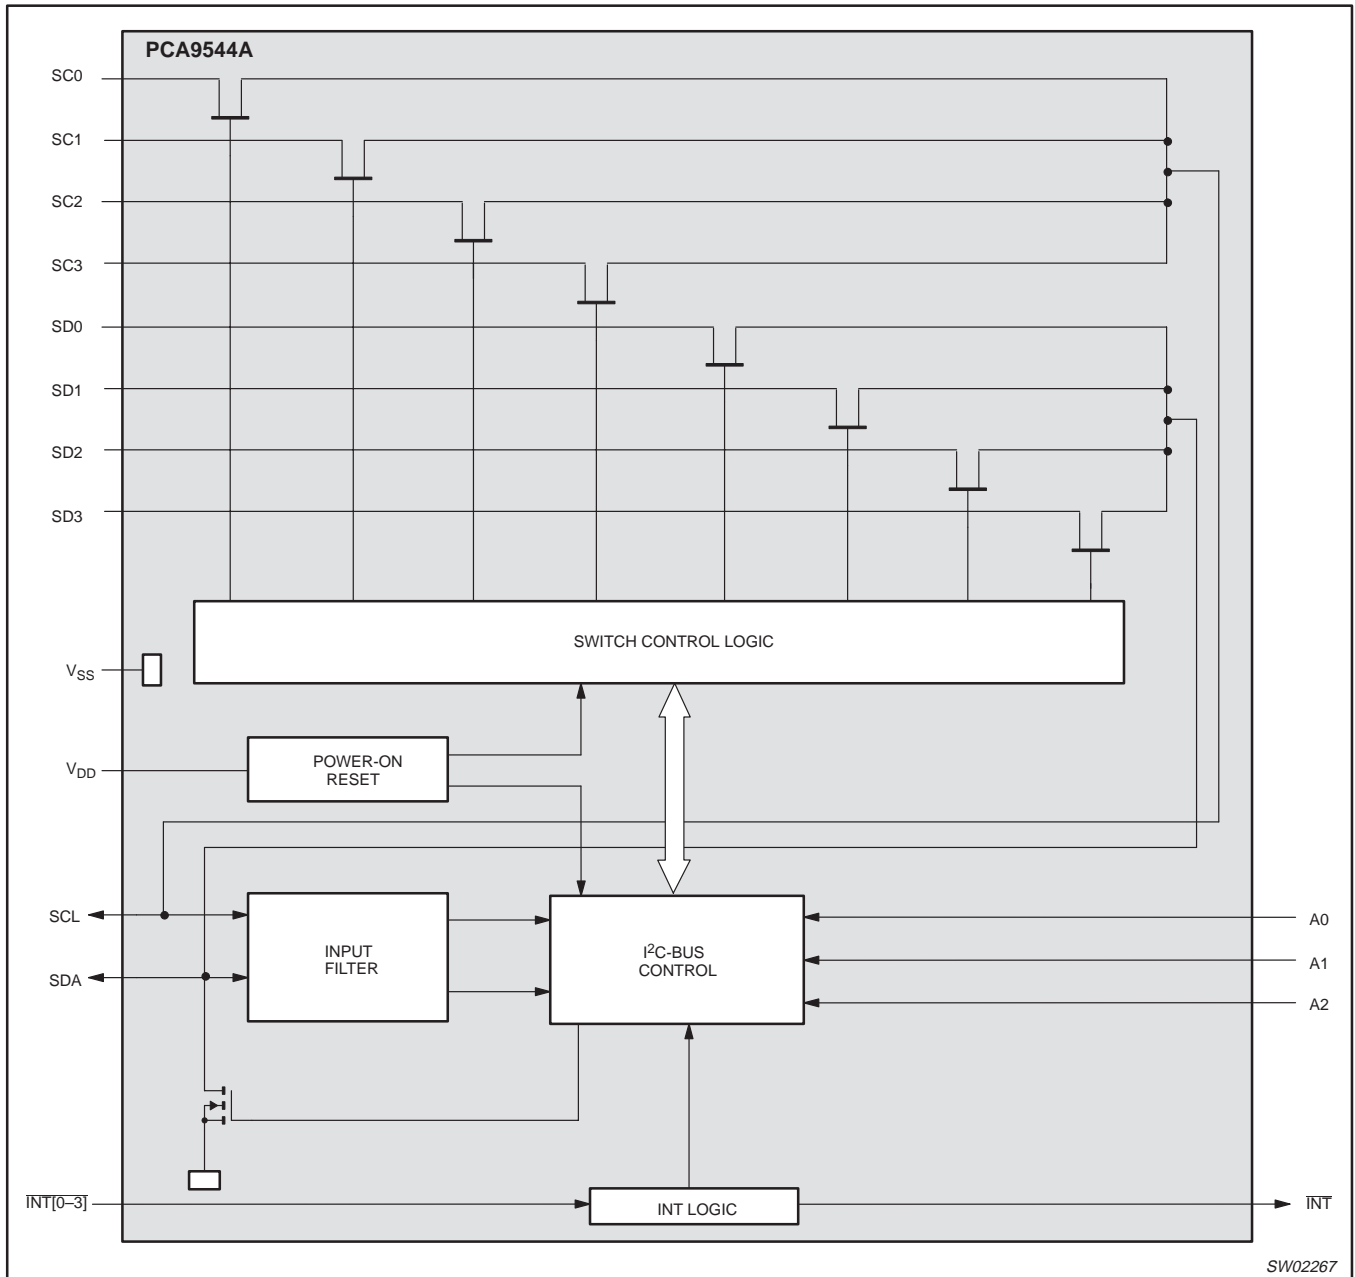 PCA9544A
SC0
SC1
SC2
SC3
SD0
SD1
SD2
SD3
SWITCH CONTROL LOGIC
VSS
POWER-ON
RESET
VDD
SCL
SDA
INPUT
FILTER
I²C-BUS
CONTROL
A0
A1
A2
INT[0–3]
INT LOGIC
INT
SW02267